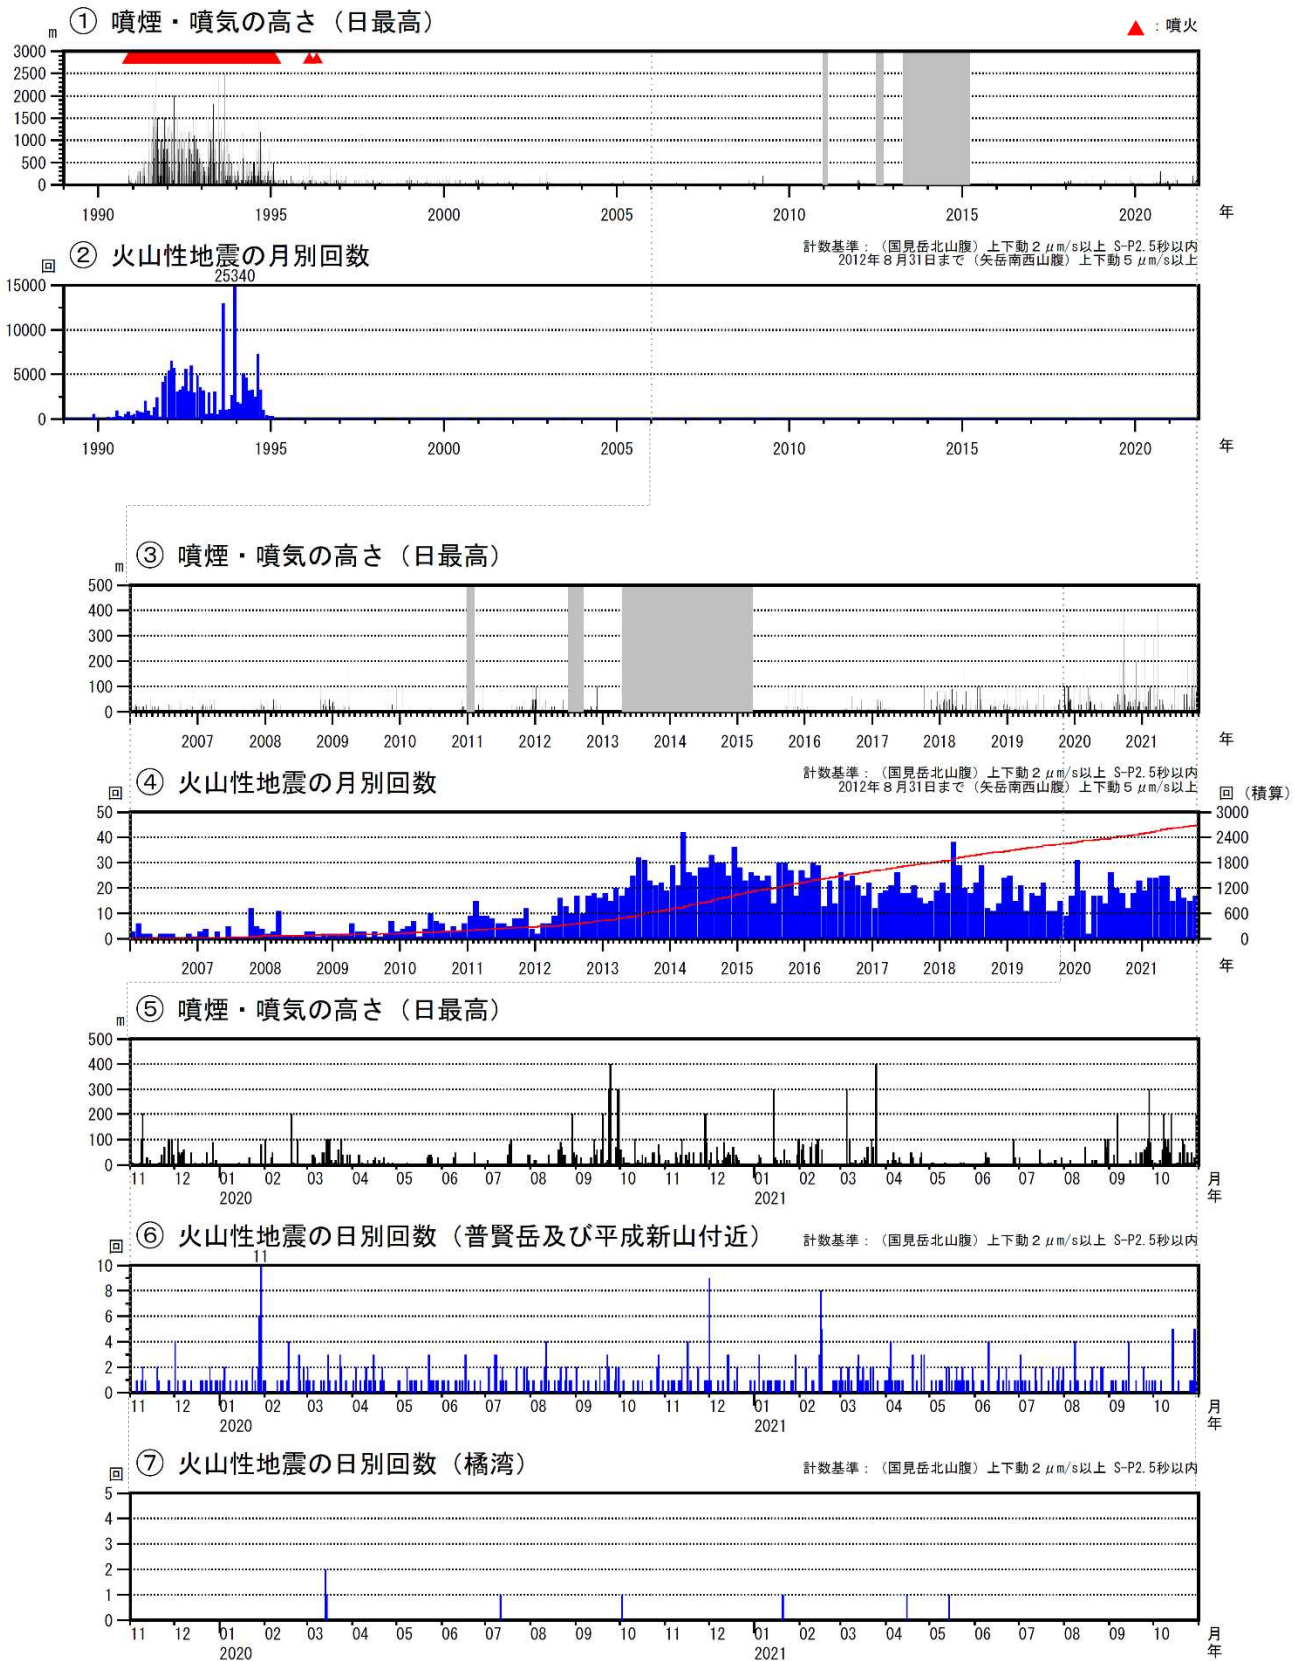 ① 噴煙・噴気の高さ（日最高）
▲ : 噴火
m
3000
2500
2000
1500
1000
500
0
1990 1995 2000 2005 2010 2015 2020 年
② 火山性地震の月別回数
計数基準：（国見岳北山腹）上下動２μm/s以上 S-P2.5秒以内
2012年８月31日まで（矢岳南西山腹）上下動５μm/s以上
回
25340
15000
10000
5000
0
1990 1995 2000 2005 2010 2015 2020 年
③ 噴煙・噴気の高さ（日最高）
m
500
400
300
200
100
0
2007 2008 2009 2010 2011 2012 2013 2014 2015 2016 2017 2018 2019 2020 2021 年
④ 火山性地震の月別回数
計数基準：（国見岳北山腹）上下動２μm/s以上 S-P2.5秒以内
2012年８月31日まで（矢岳南西山腹）上下動５μm/s以上
回 回（積算）
50 3000
40 2400
30 1800
20 1200
10 600
0 0
2007 2008 2009 2010 2011 2012 2013 2014 2015 2016 2017 2018 2019 2020 2021 年
⑤ 噴煙・噴気の高さ（日最高）
m
500
400
300
200
100
0
11 12 01 02 03 04 05 06 07 08 09 10 11 12 01 02 03 04 05 06 07 08 09 10 月
2020 2021 年
⑥ 火山性地震の日別回数（普賢岳及び平成新山付近）
計数基準：（国見岳北山腹）上下動２μm/s以上 S-P2.5秒以内
回
11
10
8
6
4
2
0
11 12 01 02 03 04 05 06 07 08 09 10 11 12 01 02 03 04 05 06 07 08 09 10 月
2020 2021 年
⑦ 火山性地震の日別回数（橘湾）
計数基準：（国見岳北山腹）上下動２μm/s以上 S-P2.5秒以内
回
5
4
3
2
1
0
11 12 01 02 03 04 05 06 07 08 09 10 11 12 01 02 03 04 05 06 07 08 09 10 月
2020 2021 年